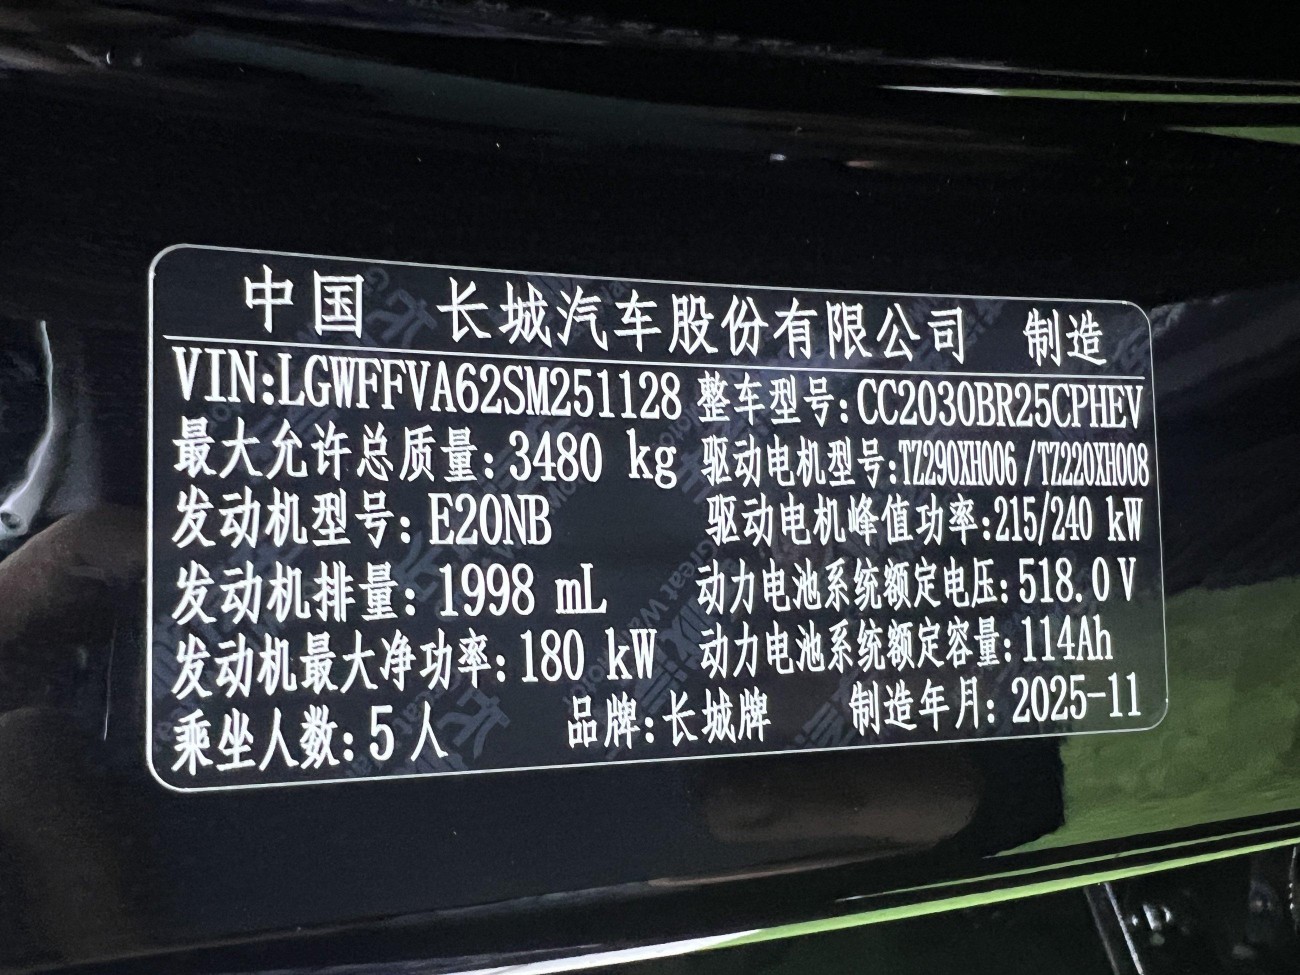 中国 长城汽车股份有限公司 制造
VIN:LGWFFVA62SM251128 整车型号:CC2030BR25CPHEV
最大允许总质量:3480 kg 驱动电机型号:TZ290XH006/TZ220XH008
发动机型号:E20NB 驱动电机峰值功率:215/240 kW
发动机排量:1998 mL 动力电池系统额定电压:518.0V
发动机最大净功率:180 kW 动力电池系统额定容量:114Ah
乘坐人数:5人 品牌:长城牌 制造年月:2025-11